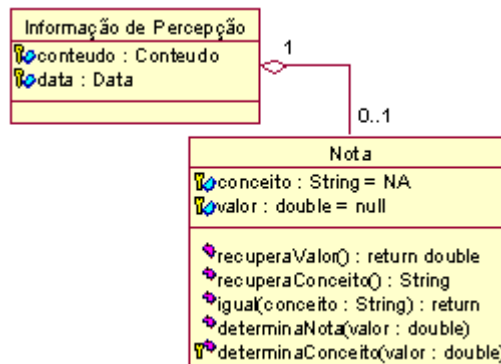 Informação de Percepção
conteudo : Conteudo
data : Data
1
0..1
Nota
conceito : String = NA
valor : double = null
recuperaValor() : return double
recuperaConceito() : String
igual(conceito : String) : return
determinaNota(valor : double)
determinaConceito(valor : double)